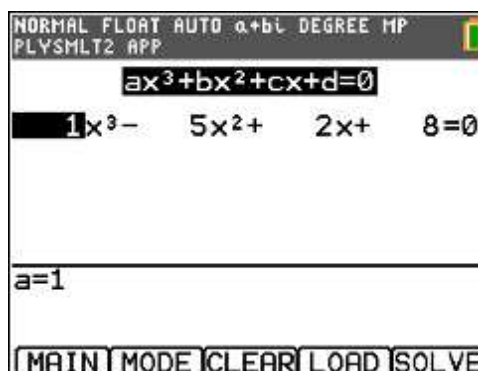 NORMAL FLOAT AUTO a+bi DEGREE MP
PLYSMLT2 APP
ax³+bx²+cx+d=0
1x³- 5x²+ 2x+ 8=0
a=1
MAIN MODE CLEAR LOAD SOLVE